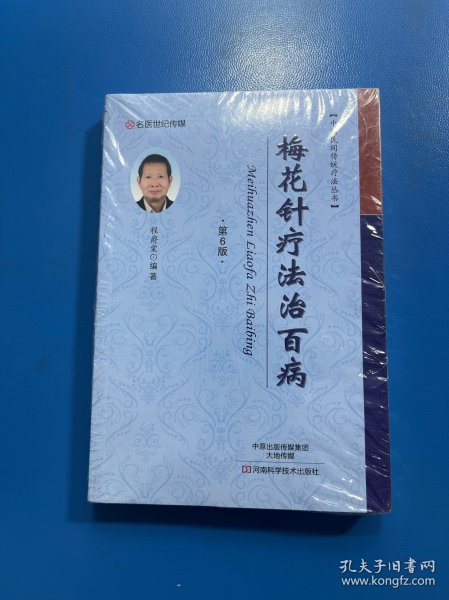 名医世纪传媒
【中国民间传统疗法丛书】
梅花针疗法治百病
Meihuazhen Liaofa Zhi Baibing
·第6版·
程爵棠◎编著
中原出版传媒集团
大地传媒
河南科学技术出版社
孔夫子旧书网
www.kongfz.com